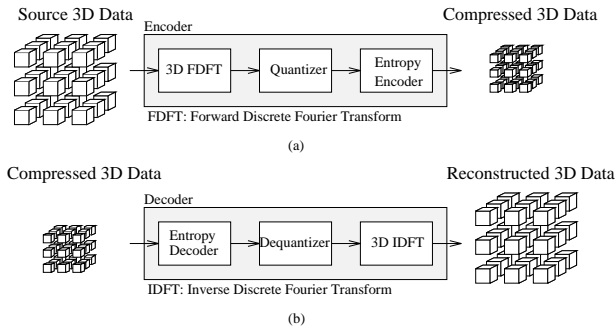 Source 3D Data
Encoder
Compressed 3D Data
3D FDFT
Quantizer
Entropy
Encoder
FDFT: Forward Discrete Fourier Transform
(a)
Compressed 3D Data
Decoder
Reconstructed 3D Data
Entropy
Decoder
Dequantizer
3D IDFT
IDFT: Inverse Discrete Fourier Transform
(b)